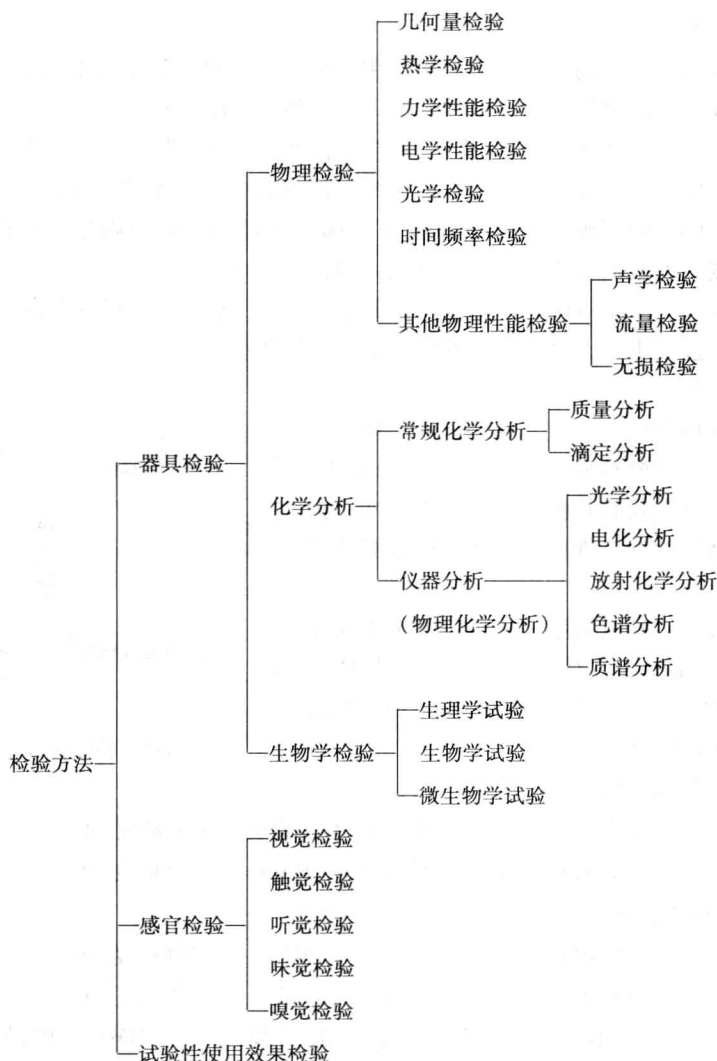 几何量检验
热学检验
力学性能检验
电学性能检验
物理检验
光学检验
时间频率检验
声学检验
其他物理性能检验
流量检验
无损检验
质量分析
常规化学分析
滴定分析
器具检验
光学分析
化学分析
电化分析
仪器分析
放射化学分析
(物理化学分析)
色谱分析
质谱分析
生理学试验
生物学检验
生物学试验
检验方法
微生物学试验
视觉检验
触觉检验
感官检验
听觉检验
味觉检验
嗅觉检验
试验性使用效果检验